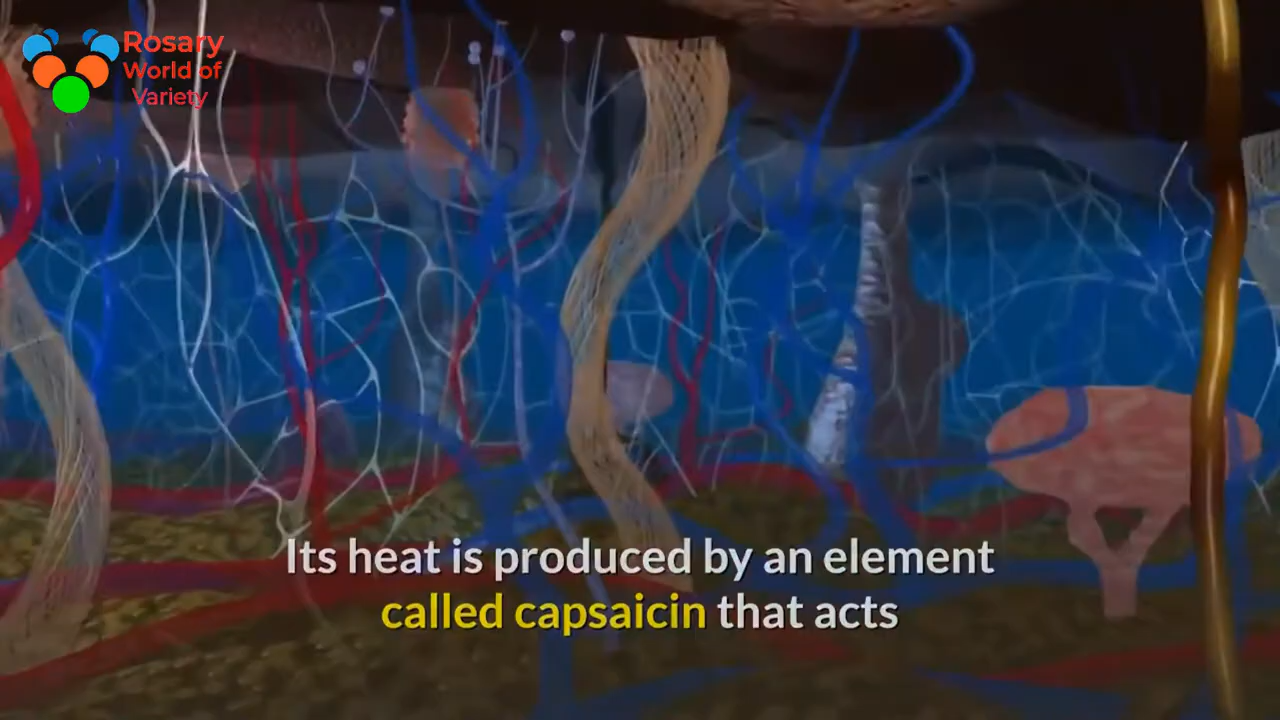 Rosary
World of
Variety
Its heat is produced by an element
called capsaicin that acts